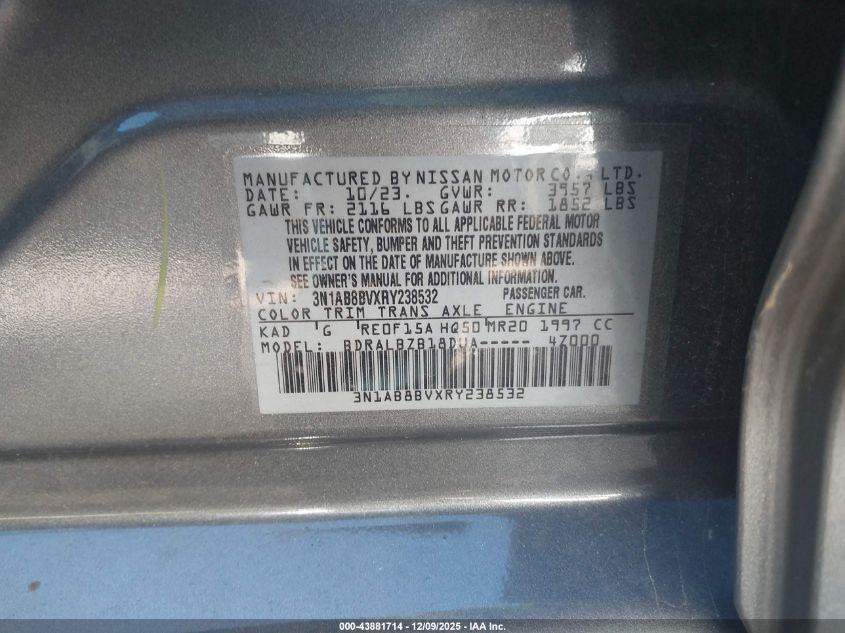 MANUFACTURED BY NISSAN MOTOR CO., LTD.
DATE: 10/23. GVWR: 3957 LBS
GAWR FR: 2116 LBS GAWR RR: 1852 LBS
THIS VEHICLE CONFORMS TO ALL APPLICABLE FEDERAL MOTOR
VEHICLE SAFETY, BUMPER AND THEFT PREVENTION STANDARDS
IN EFFECT ON THE DATE OF MANUFACTURE SHOWN ABOVE.
SEE OWNER'S MANUAL FOR ADDITIONAL INFORMATION.
VIN: 3N1AB8BVXRY238532 PASSENGER CAR.
COLOR TRIM TRANS AXLE ENGINE
KAD G RE0F15A HQ50 MR20 1997 CC
MODEL: BDRALBZB18DUA----- 4Z000
3N1AB8BVXRY238532
000-43881714 - 12/09/2025 - IAA Inc.